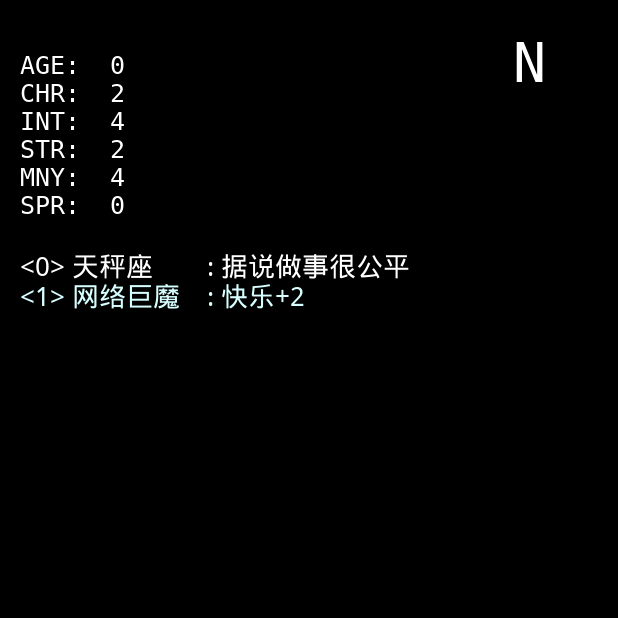 N
AGE: 0
CHR: 2
INT: 4
STR: 2
MNY: 4
SPR: 0
<0> 天秤座 : 据说做事很公平
<1> 网络巨魔 : 快乐+2